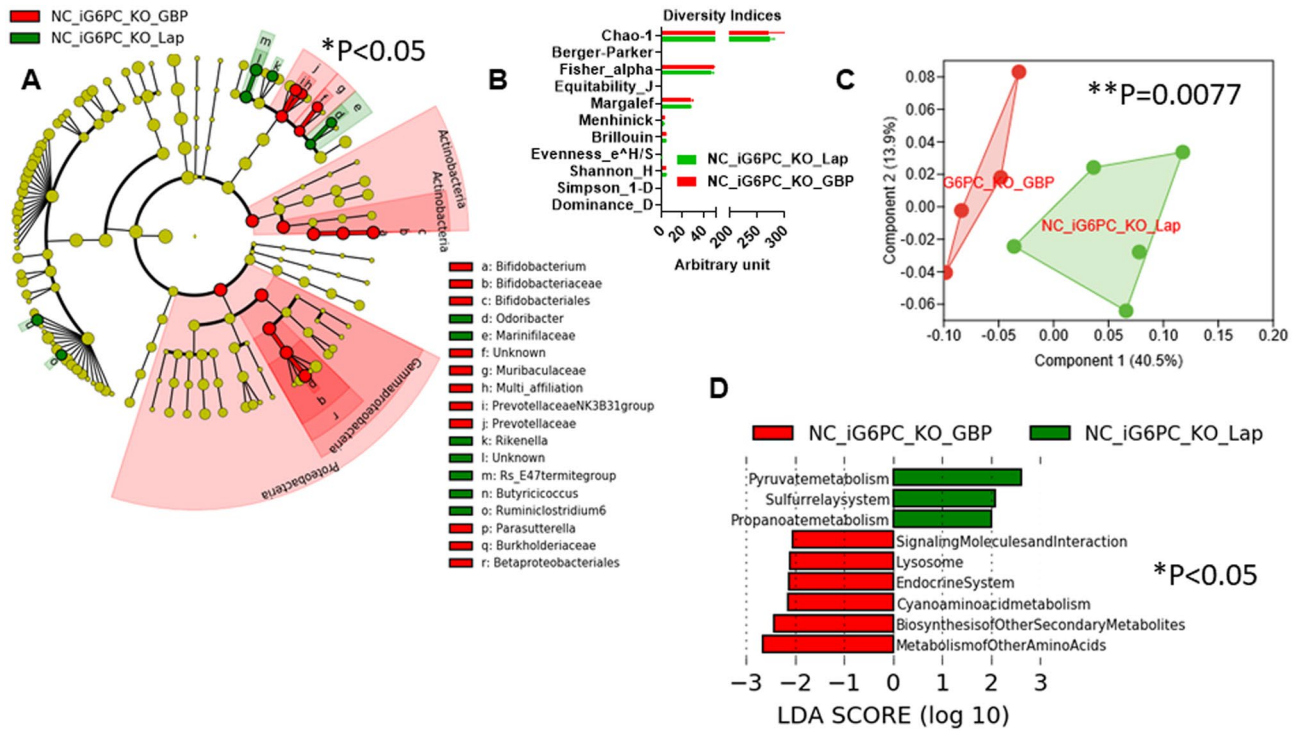 NC_iG6PC_KO_GBP
NC_iG6PC_KO_Lap
*P<0.05
A
m
l
k
j
i
h
g
f
e
d
Actinobacteria
Actinobacteria
a
b
c
n
o
p
q
r
Gammaproteobacteria
Proteobacteria
a: Bifidobacterium
b: Bifidobacteriaceae
c: Bifidobacteriales
d: Odoribacter
e: Marinifilaceae
f: Unknown
g: Muribaculaceae
h: Multi_affiliation
i: PrevotellaceaeNK3B31group
j: Prevotellaceae
k: Rikenella
l: Unknown
m: Rs_E47termitegroup
n: Butyricicoccus
o: Ruminiclostridium6
p: Parasutterella
q: Burkholderiaceae
r: Betaproteobacteriales
B
Diversity Indices
Chao-1
Berger-Parker
Fisher_alpha
Equitability_J
Margalef
Menhinick
Brillouin
Evenness_e^H/S
Shannon_H
Simpson_1-D
Dominance_D
NC_iG6PC_KO_Lap
NC_iG6PC_KO_GBP
0 20 40 60 200 250 300
Arbitrary unit
C
**P=0.0077
Component 2 (13.9%)
0.08
0.06
0.04
0.02
0.00
-0.02
-0.04
-0.06
G6PC_KO_GBP
NC_iG6PC_KO_Lap
-0.10 -0.05 0.00 0.05 0.10 0.15 0.20
Component 1 (40.5%)
D
NC_iG6PC_KO_GBP NC_iG6PC_KO_Lap
Pyruvatemetabolism
Sulfurrelaysystem
Propanoatemetabolism
SignalingMoleculesandInteraction
Lysosome
EndocrineSystem
Cyanoaminoacidmetabolism
BiosynthesisofOtherSecondaryMetabolites
MetabolismofOtherAminoAcids
*P<0.05
−3 −2 −1 0 1 2 3
LDA SCORE (log 10)